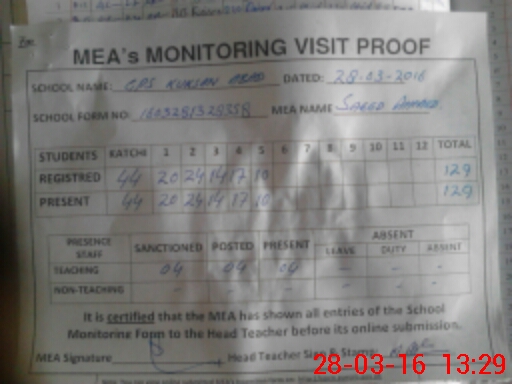 MEA's MONITORING VISIT PROOF
SCHOOL NAME: GPS KUKSAN ABAD DATED: 28-03-2016
SCHOOL FORM NO: MEA NAME SAEED AHMED
STUDENTS KATCHI 1 2 3 4 5 6 7 8 9 10 11 12 TOTAL
REGISTRED 44 20 24 14 17 10 129
PRESENT 44 20 24 14 17 10 129
PRESENCE STAFF SANCTIONED POSTED PRESENT ABSENT
LEAVE DUTY ABSENT
TEACHING 04 04 04 - - -
NON-TEACHING - - - - - -
It is certified that the MEA has shown all entries of the School
Monitoring Form to the Head Teacher before its online submission.
MEA Signature Head Teacher Sign & Stamp:
28-03-16 13:29